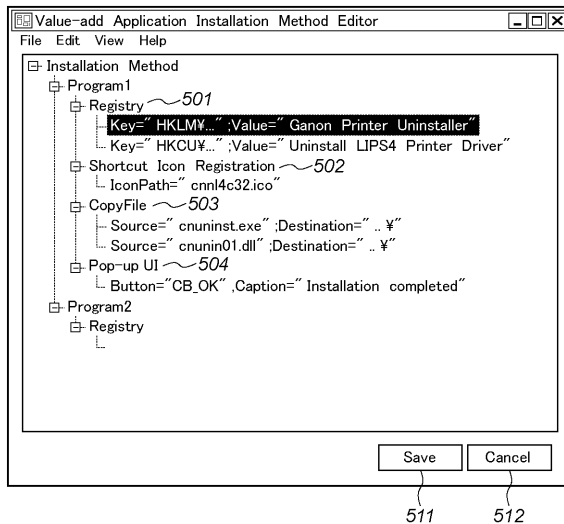 Value-add Application Installation Method Editor
File Edit View Help
Installation Method
Program1
Registry 501
Key=" HKLM¥..." ;Value=" Ganon Printer Uninstaller"
Key=" HKCU¥..." ;Value=" Uninstall LIPS4 Printer Driver"
Shortcut Icon Registration 502
IconPath=" cnnl4c32.ico"
CopyFile 503
Source=" cnuninst.exe" ;Destination=" .. ¥"
Source=" cnunin01.dll" ;Destination=" .. ¥"
Pop-up UI 504
Button="CB_OK" ,Caption=" Installation completed"
Program2
Registry
Save Cancel
511 512